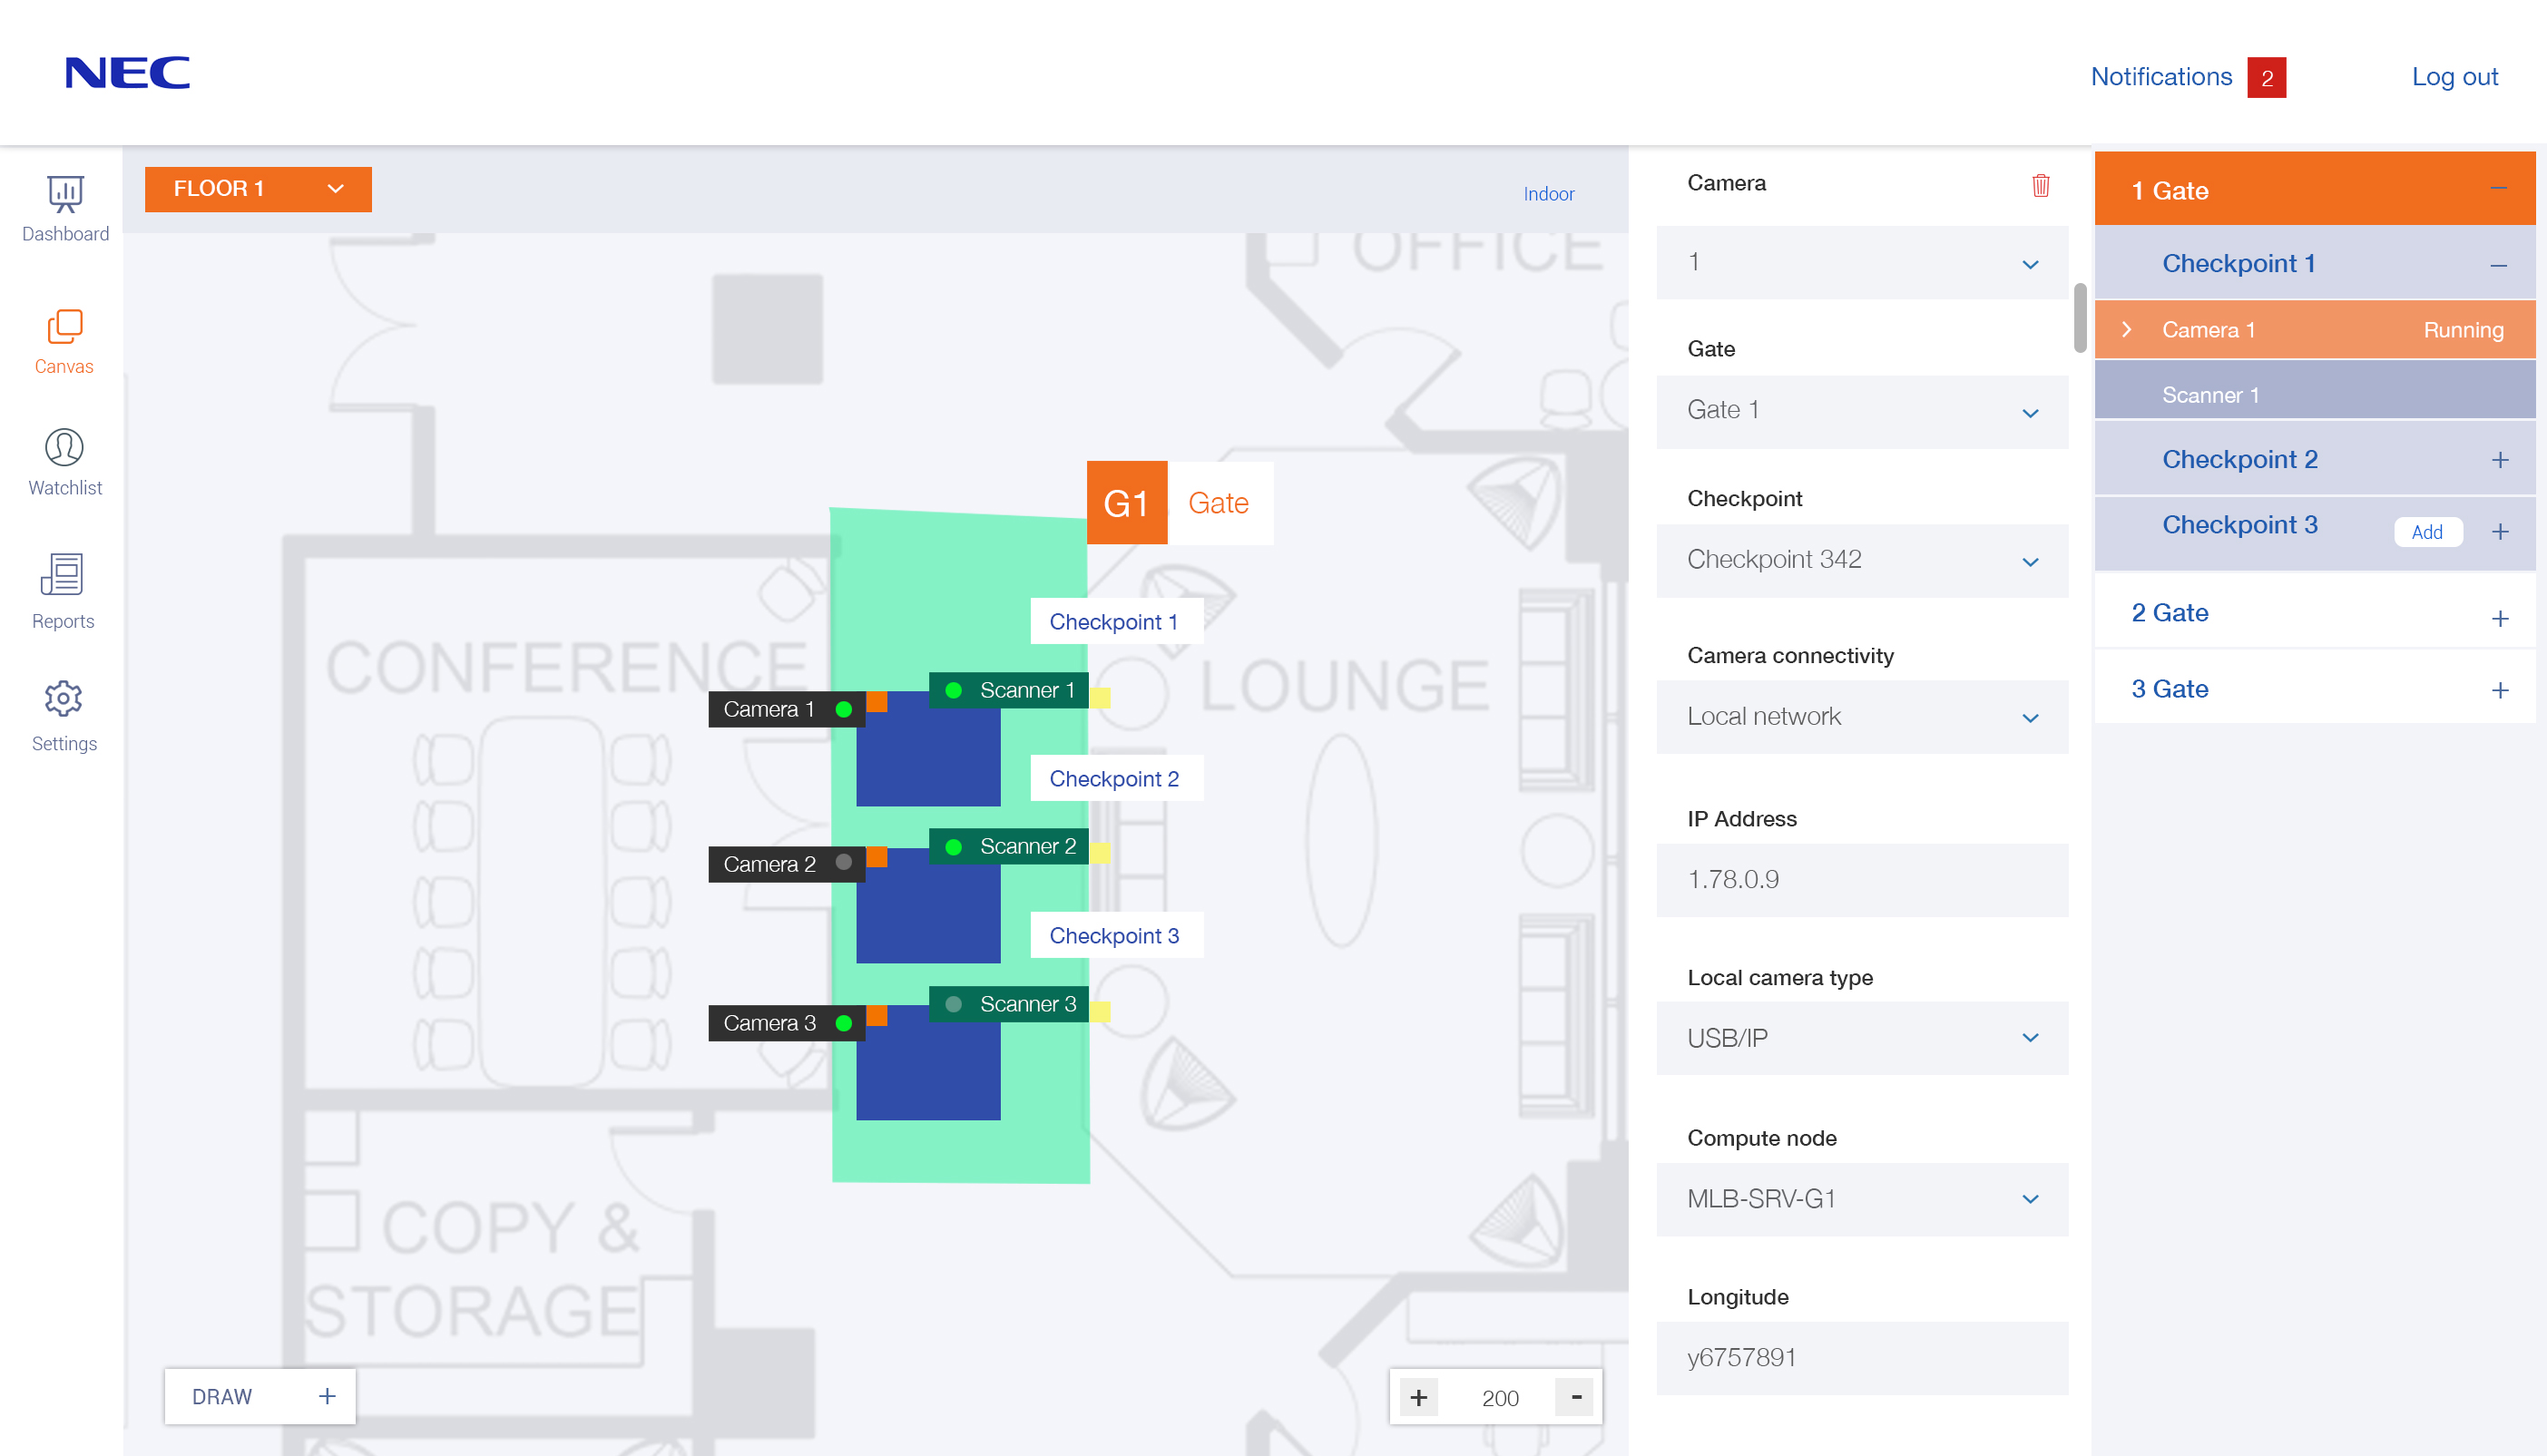 NEC
Notifications 2
Log out
Dashboard
Canvas
Watchlist
Reports
Settings
FLOOR 1
Indoor
OFFICE
G1 Gate
CONFERENCE
LOUNGE
Checkpoint 1
Camera 1
Scanner 1
Checkpoint 2
Camera 2
Scanner 2
Checkpoint 3
Camera 3
Scanner 3
COPY &
STORAGE
DRAW +
+ 200 -
Camera
1
Gate
Gate 1
Checkpoint
Checkpoint 342
Camera connectivity
Local network
IP Address
1.78.0.9
Local camera type
USB/IP
Compute node
MLB-SRV-G1
Longitude
y6757891
1 Gate –
Checkpoint 1 –
Camera 1 Running
Scanner 1
Checkpoint 2 +
Checkpoint 3 Add +
2 Gate +
3 Gate +